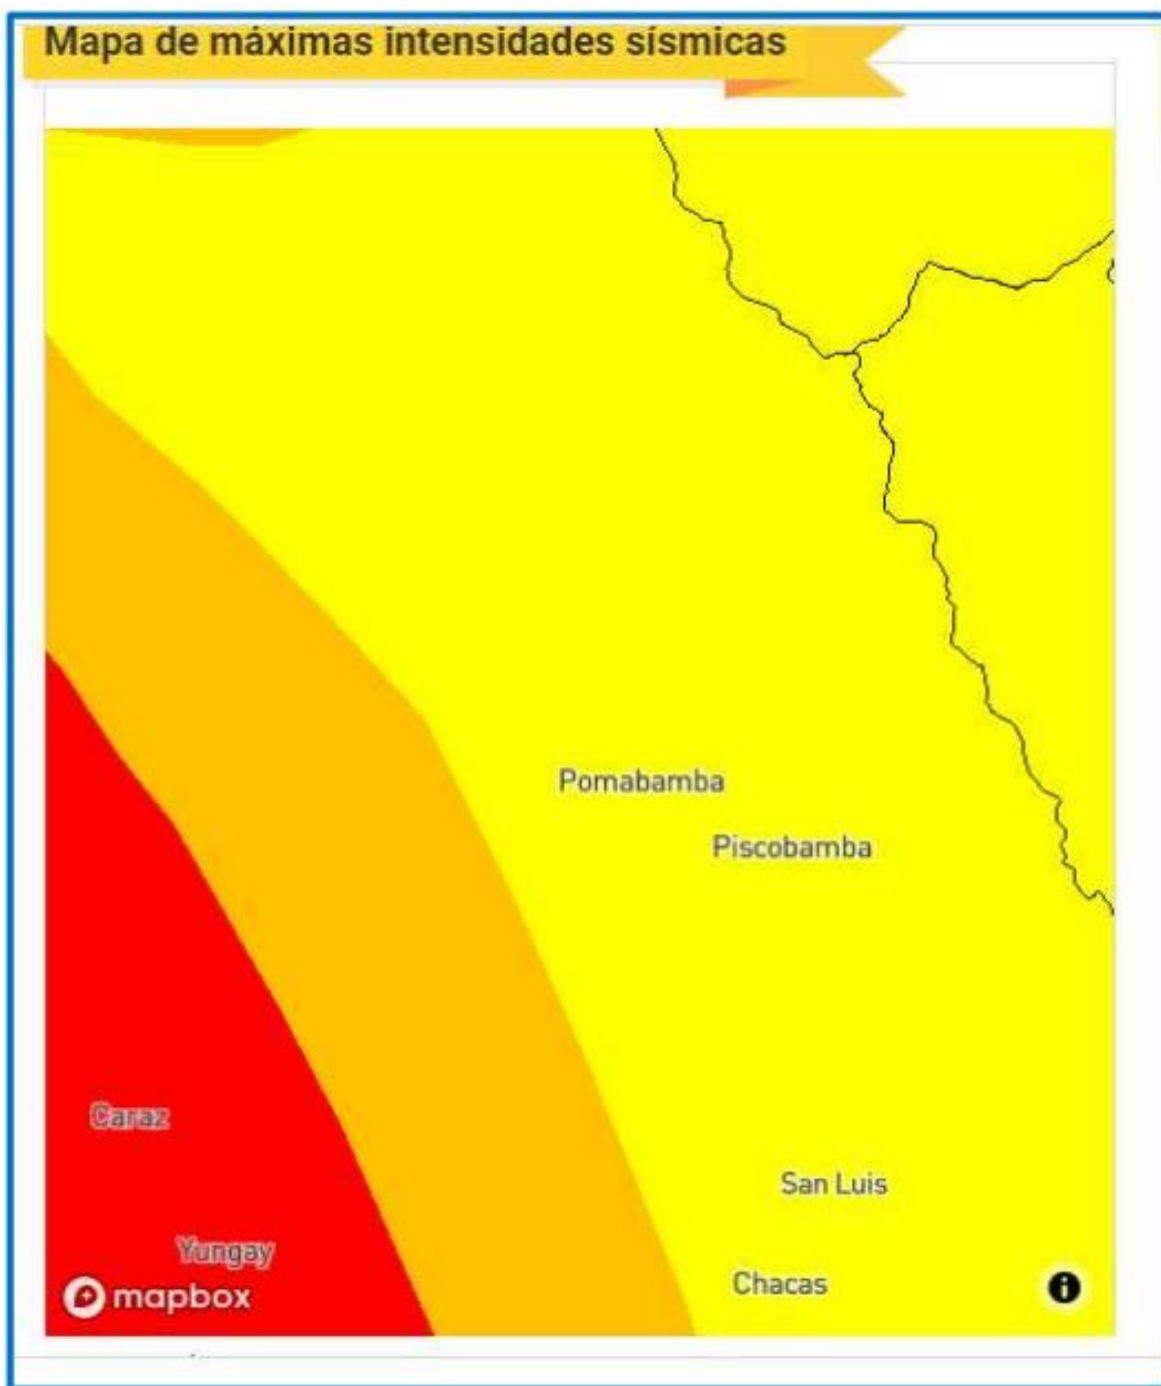 Mapa de máximas intensidades sísmicas
Pomabamba
Piscobamba
Caraz
San Luis
Yungay
Chacas
mapbox